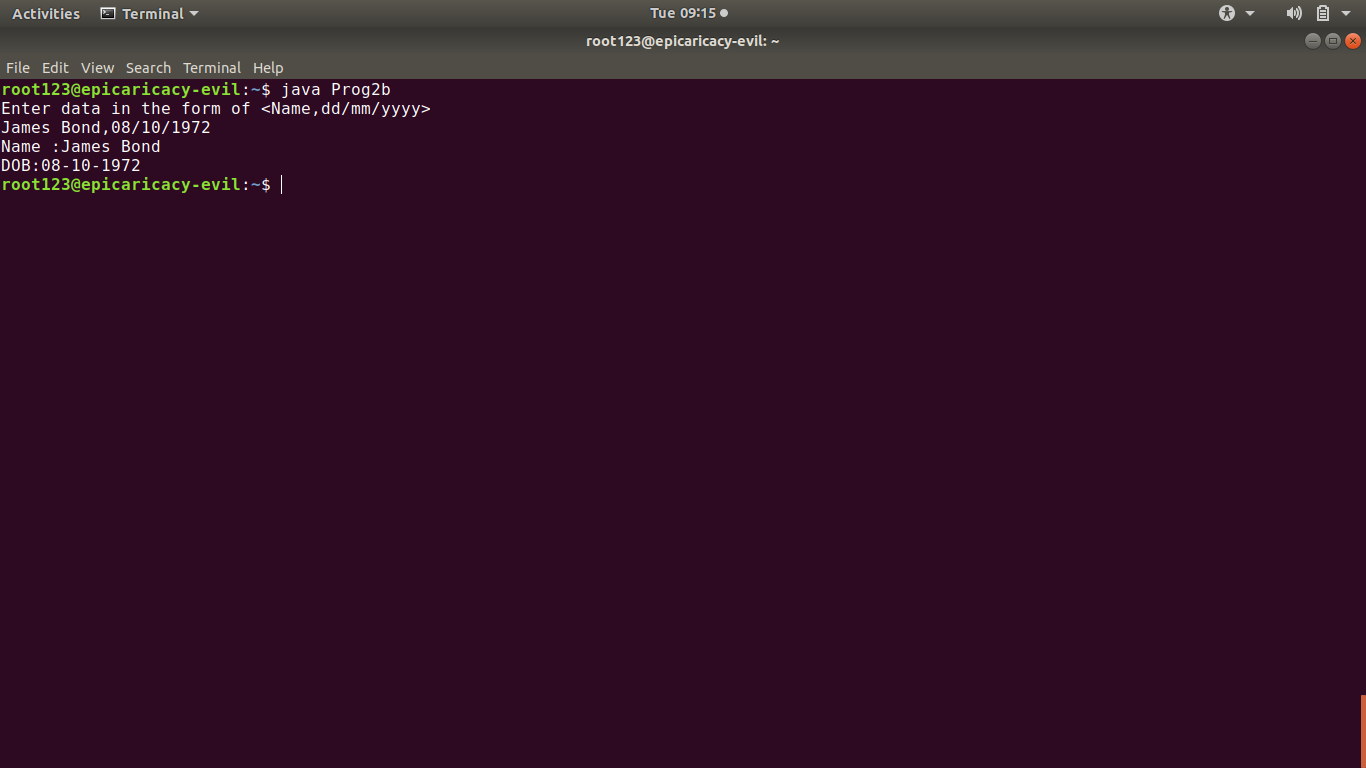 Activities Terminal Tue 09:15
root123@epicaricacy-evil: ~
File Edit View Search Terminal Help
root123@epicaricacy-evil:~$ java Prog2b
Enter data in the form of <Name,dd/mm/yyyy>
James Bond,08/10/1972
Name :James Bond
DOB:08-10-1972
root123@epicaricacy-evil:~$